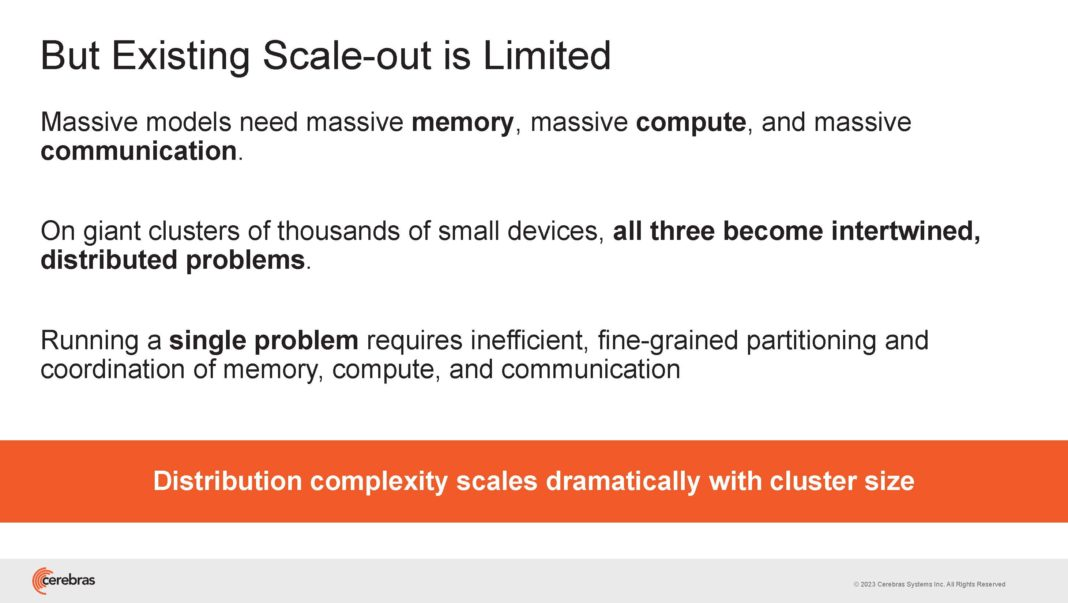 But Existing Scale-out is Limited
Massive models need massive memory, massive compute, and massive
communication.
On giant clusters of thousands of small devices, all three become intertwined,
distributed problems.
Running a single problem requires inefficient, fine-grained partitioning and
coordination of memory, compute, and communication
Distribution complexity scales dramatically with cluster size
cerebras
© 2023 Cerebras Systems Inc. All Rights Reserved